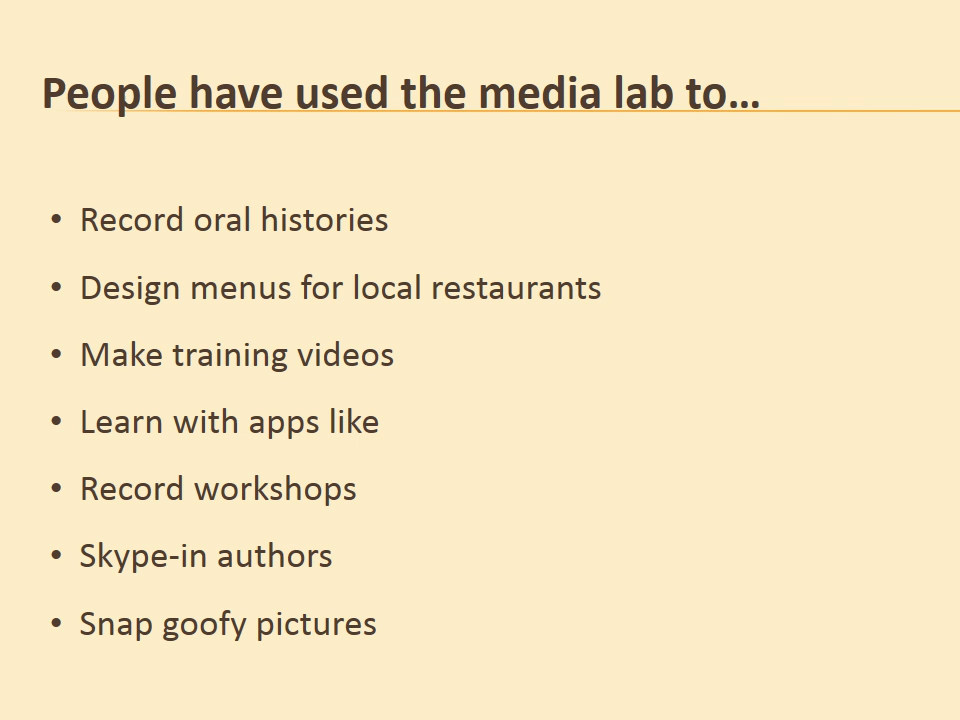 People have used the media lab to…
• Record oral histories
• Design menus for local restaurants
• Make training videos
• Learn with apps like
• Record workshops
• Skype-in authors
• Snap goofy pictures